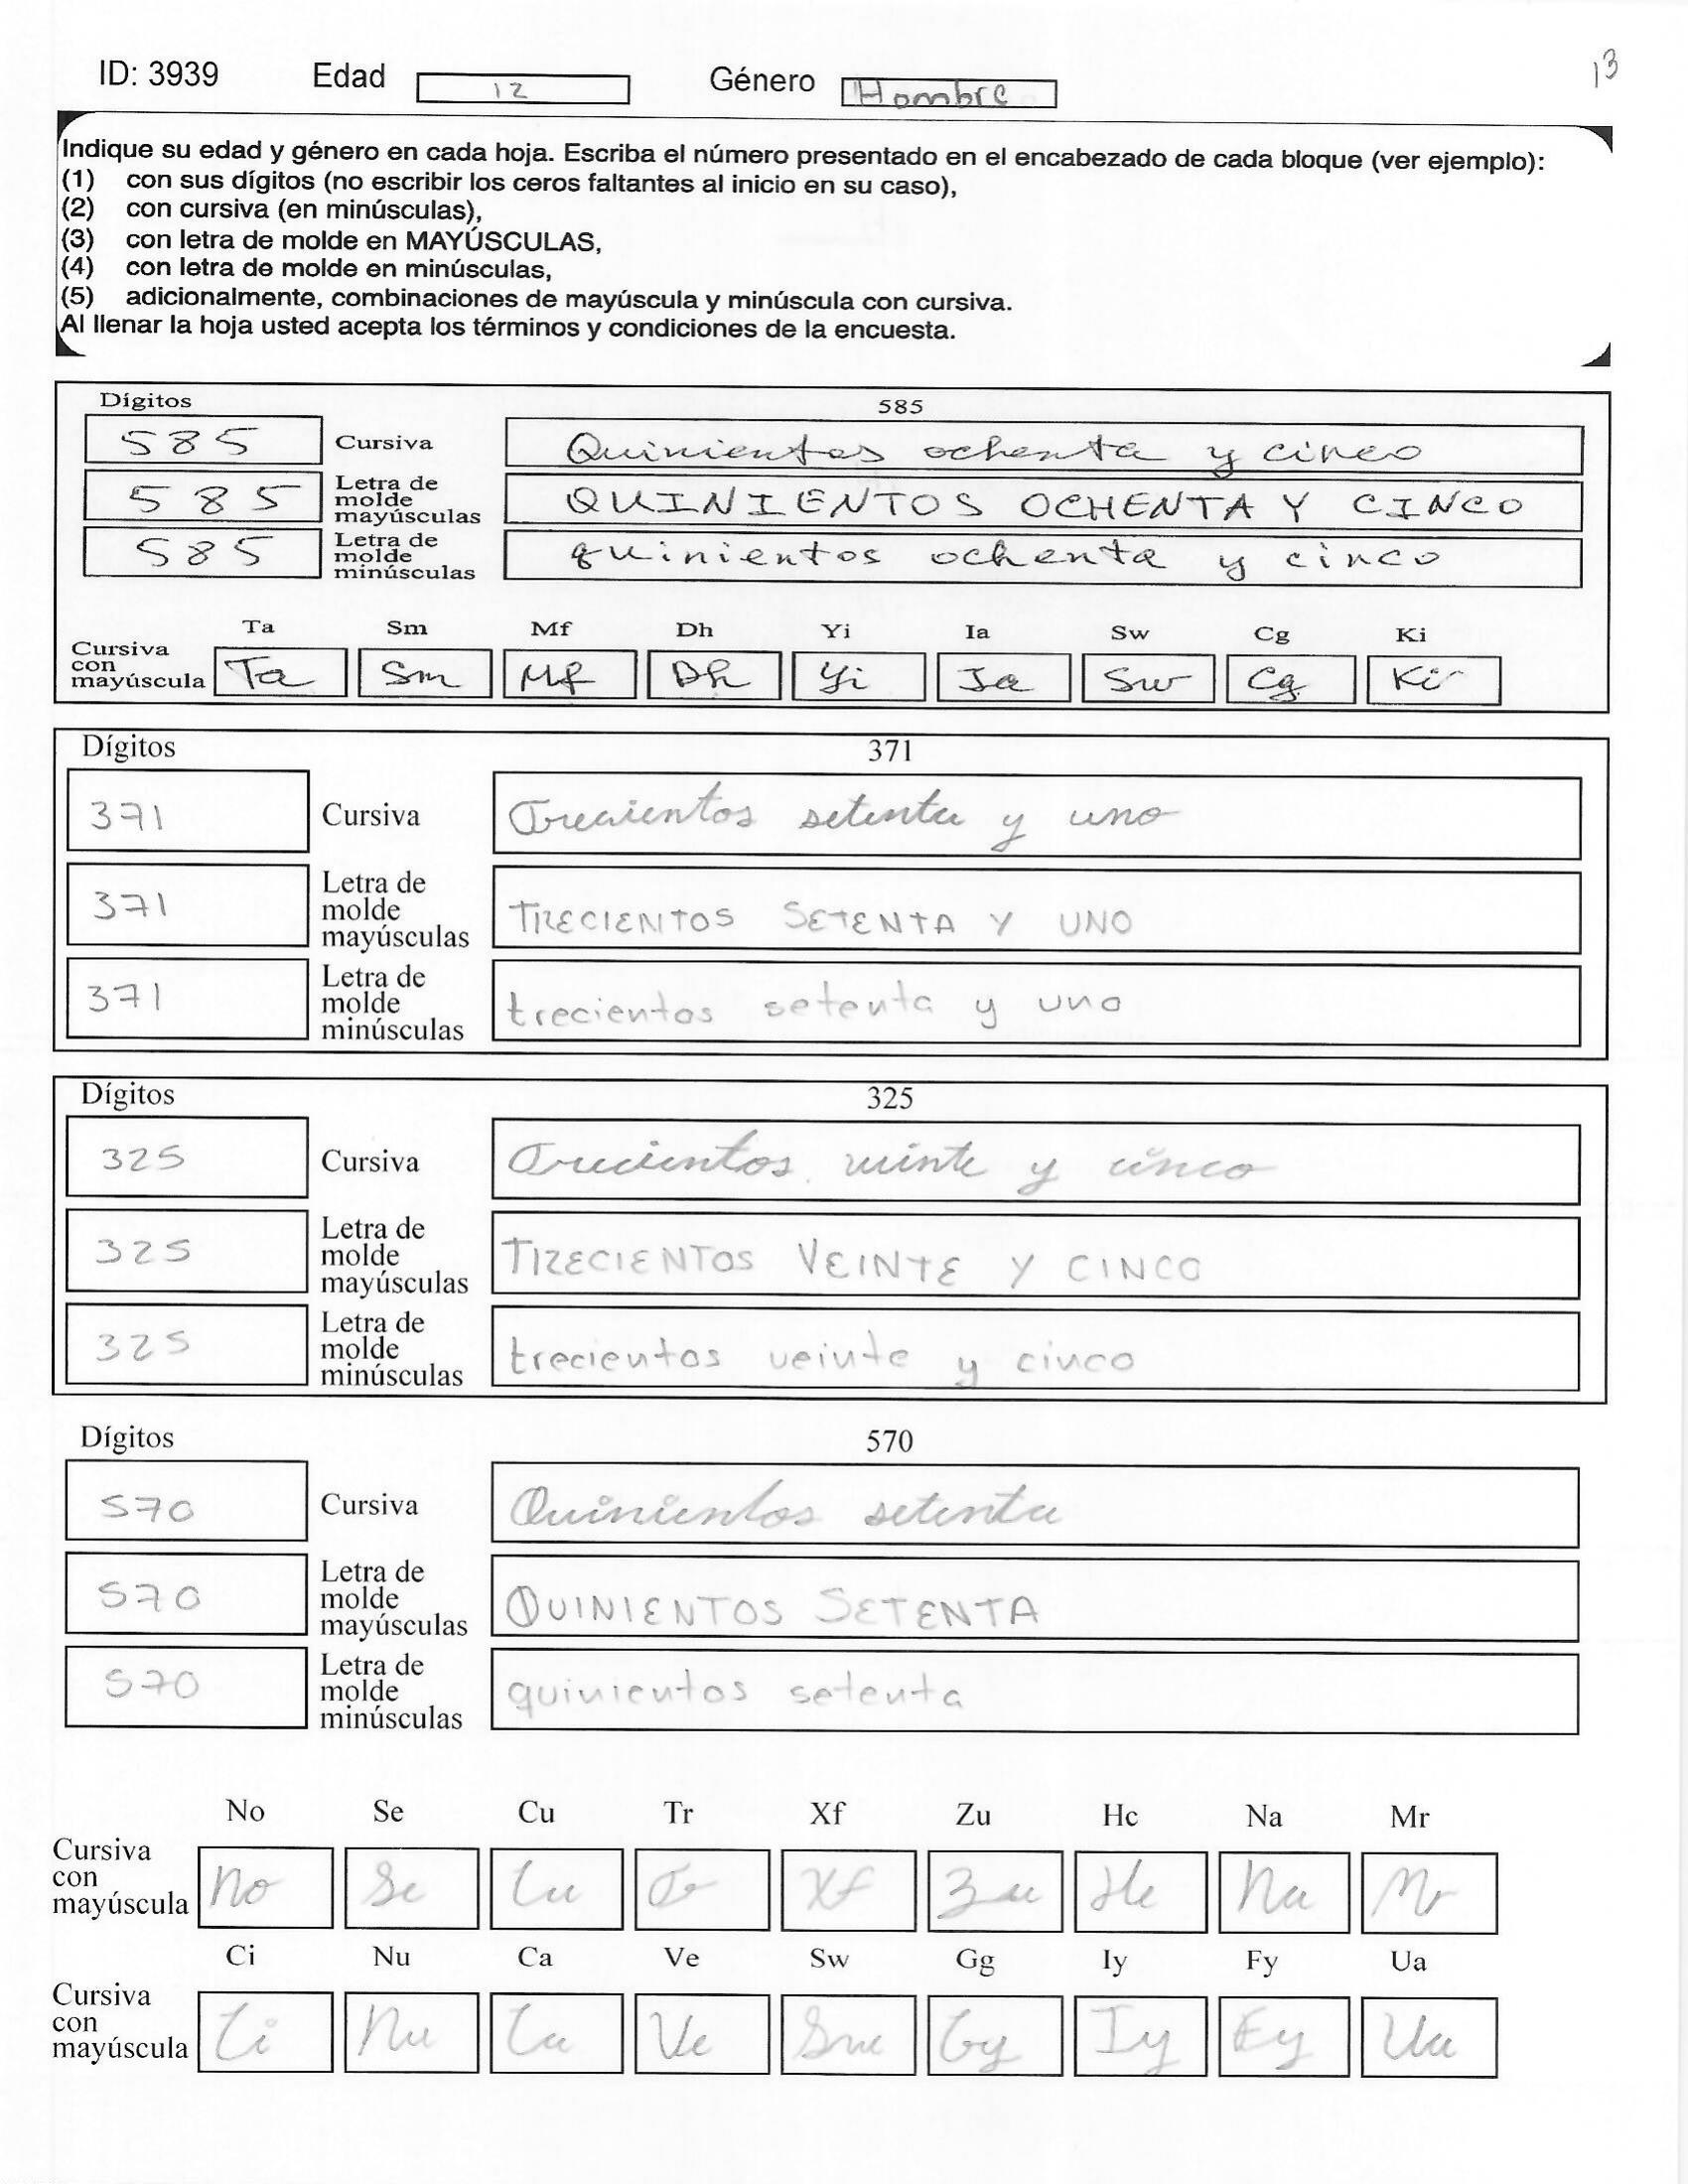 ID: 3939 Edad 12 Género Hombre 13
Indique su edad y género en cada hoja. Escriba el número presentado en el encabezado de cada bloque (ver ejemplo):
(1) con sus dígitos (no escribir los ceros faltantes al inicio en su caso),
(2) con cursiva (en minúsculas),
(3) con letra de molde en MAYÚSCULAS,
(4) con letra de molde en minúsculas,
(5) adicionalmente, combinaciones de mayúscula y minúscula con cursiva.
Al llenar la hoja usted acepta los términos y condiciones de la encuesta.
Dígitos 585
585 Cursiva Quinientos ochenta y cinco
585 Letra de molde mayúsculas QUINIENTOS OCHENTA Y CINCO
585 Letra de molde minúsculas quinientos ochenta y cinco
Ta Sm Mf Dh Yi Ia Sw Cg Ki
Cursiva con mayúscula Ta Sm Mf Dh Yi Ia Sw Cg Ki
Dígitos 371
371 Cursiva Trecientos setenta y uno
371 Letra de molde mayúsculas TRECIENTOS SETENTA Y UNO
371 Letra de molde minúsculas trecientos setenta y uno
Dígitos 325
325 Cursiva Trecientos veinte y cinco
325 Letra de molde mayúsculas TRECIENTOS VEINTE Y CINCO
325 Letra de molde minúsculas trecientos veinte y cinco
Dígitos 570
570 Cursiva Quinientos setenta
570 Letra de molde mayúsculas QUINIENTOS SETENTA
570 Letra de molde minúsculas quinientos setenta
No Se Cu Tr Xf Zu Hc Na Mr
Cursiva con mayúscula No Se Cu Tr Xf Zu Hc Na Mr
Ci Nu Ca Ve Sw Gg Iy Fy Ua
Cursiva con mayúscula Ci Nu Ca Ve Sw Gy Iy Fy Ua